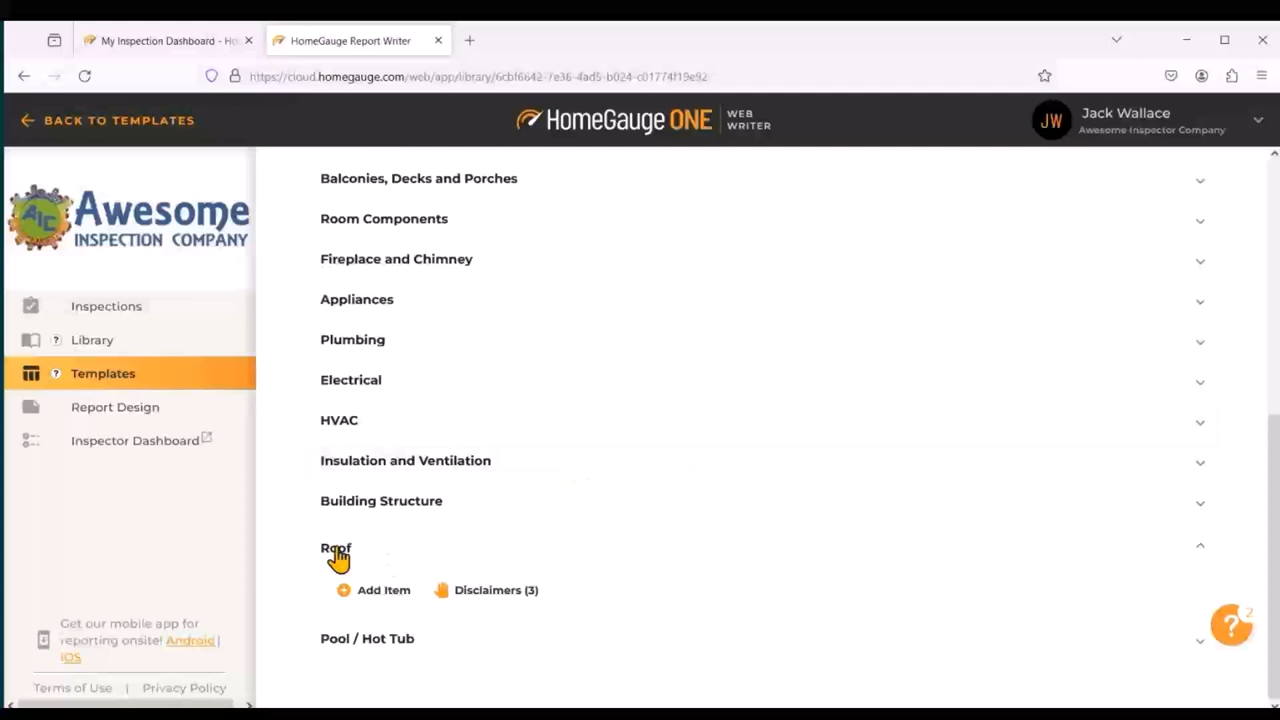 My Inspection Dashboard - Ho
HomeGauge Report Writer
https://cloud.homegauge.com/web/app/library/6cbf6642-7e36-4ad5-b024-c01774f19e92
BACK TO TEMPLATES
HomeGauge ONE
WEB
WRITER
JW
Jack Wallace
Awesome Inspector Company
AIC
Awesome
INSPECTION COMPANY
Inspections
? Library
? Templates
Report Design
Inspector Dashboard
Get our mobile app for
reporting onsite! Android |
iOS
Terms of Use | Privacy Policy
Balconies, Decks and Porches
Room Components
Fireplace and Chimney
Appliances
Plumbing
Electrical
HVAC
Insulation and Ventilation
Building Structure
Roof
Add Item
Disclaimers (3)
Pool / Hot Tub
? 2